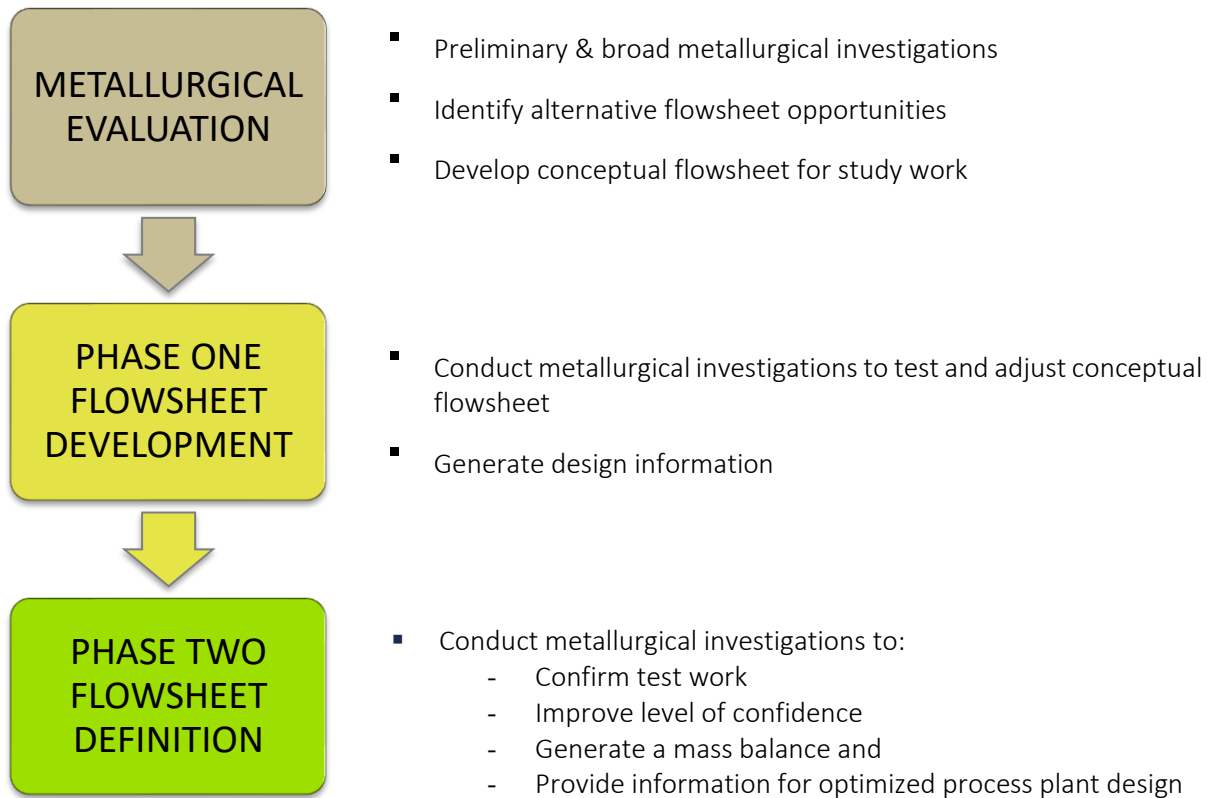 METALLURGICAL
EVALUATION
▪ Preliminary & broad metallurgical investigations
▪ Identify alternative flowsheet opportunities
▪ Develop conceptual flowsheet for study work
PHASE ONE
FLOWSHEET
DEVELOPMENT
▪ Conduct metallurgical investigations to test and adjust conceptual
flowsheet
▪ Generate design information
PHASE TWO
FLOWSHEET
DEFINITION
▪ Conduct metallurgical investigations to:
- Confirm test work
- Improve level of confidence
- Generate a mass balance and
- Provide information for optimized process plant design